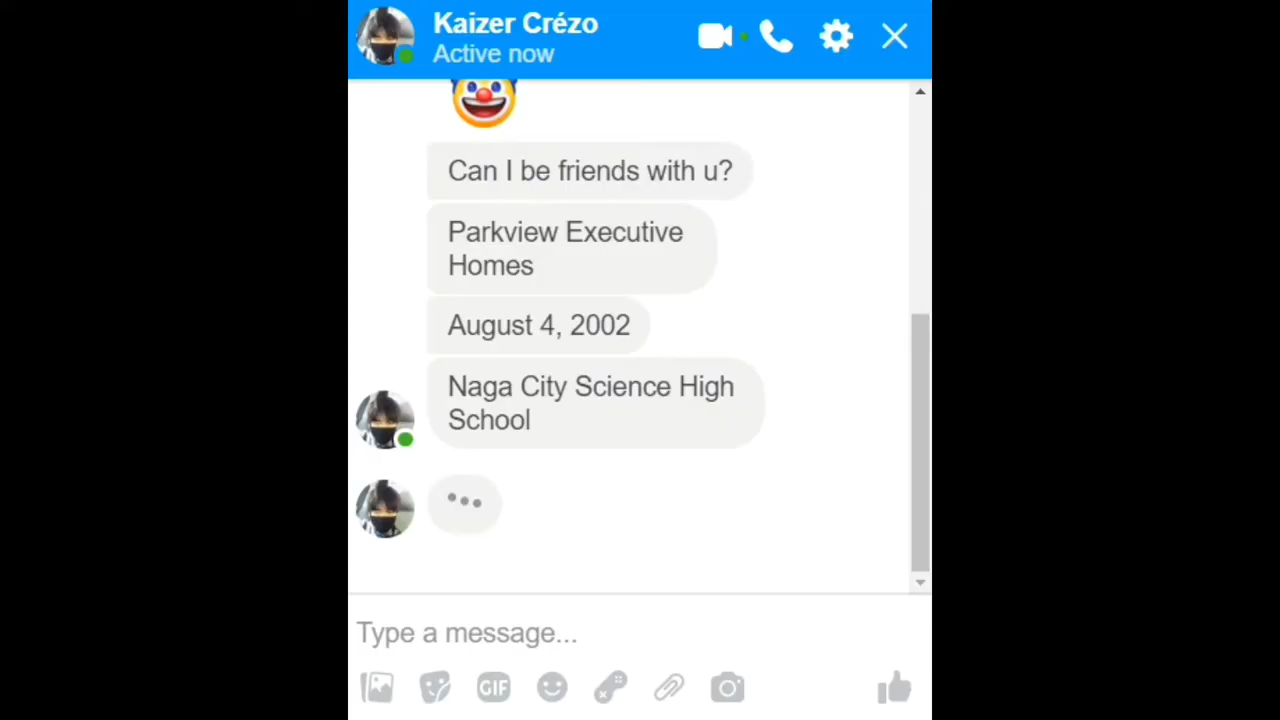 Kaizer Crézo
Active now
Can I be friends with u?
Parkview Executive
Homes
August 4, 2002
Naga City Science High
School
Type a message...
GIF